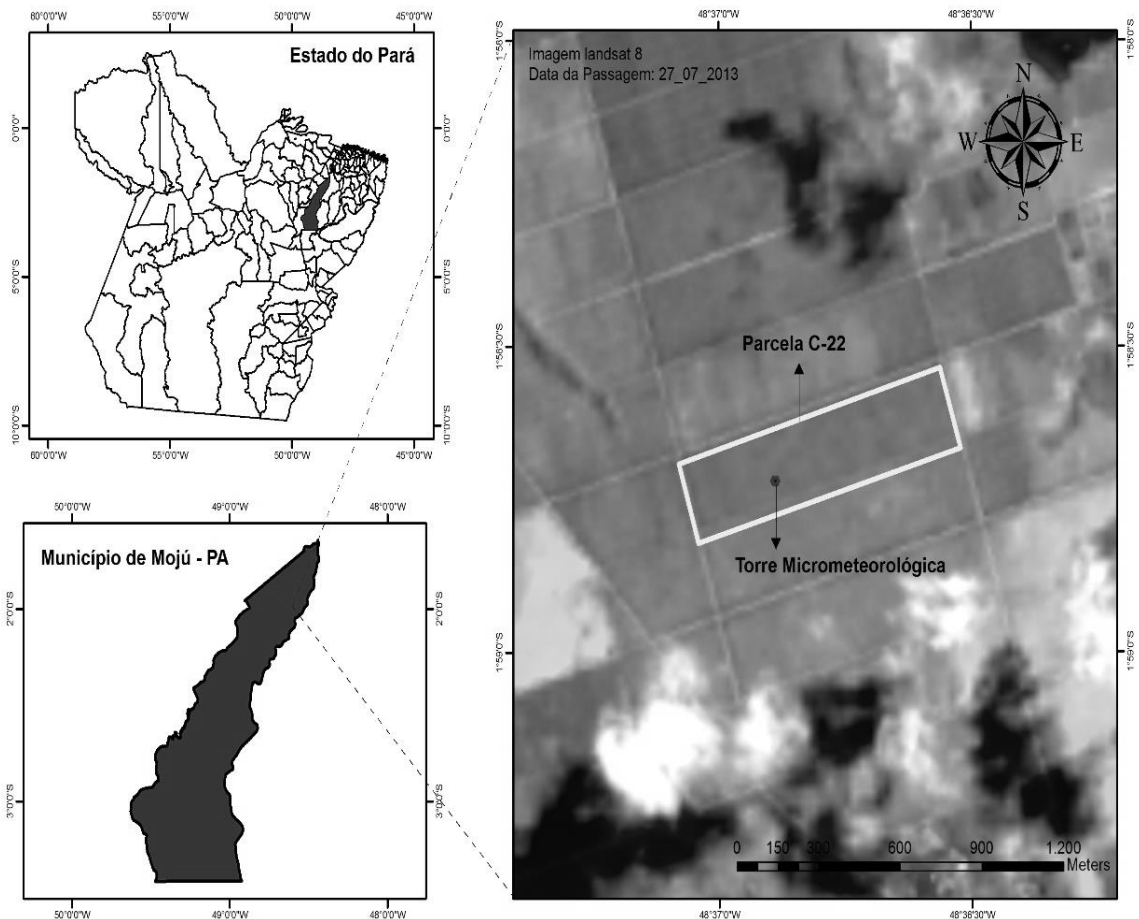 60°0'0"W 55°0'0"W 50°0'0"W 45°0'0"W
Estado do Pará
0°0'0"
5°0'0"S
10°0'0"S
0°0'0"
5°0'0"S
10°0'0"S
60°0'0"W 55°0'0"W 50°0'0"W 45°0'0"W
50°0'0"W 49°0'0"W 48°0'0"W
Município de Mojú - PA
2°0'0"S
3°0'0"S
2°0'0"S
3°0'0"S
50°0'0"W 49°0'0"W 48°0'0"W
48°37'0"W 48°36'30"W
Imagem landsat 8
Data da Passagem: 27_07_2013
N
W E
S
1°58'0"S
1°58'30"S
1°59'0"S
1°58'0"S
1°58'30"S
1°59'0"S
Parcela C-22
Torre Micrometeorológica
0 150 300 600 900 1.200
Meters
48°37'0"W 48°36'30"W